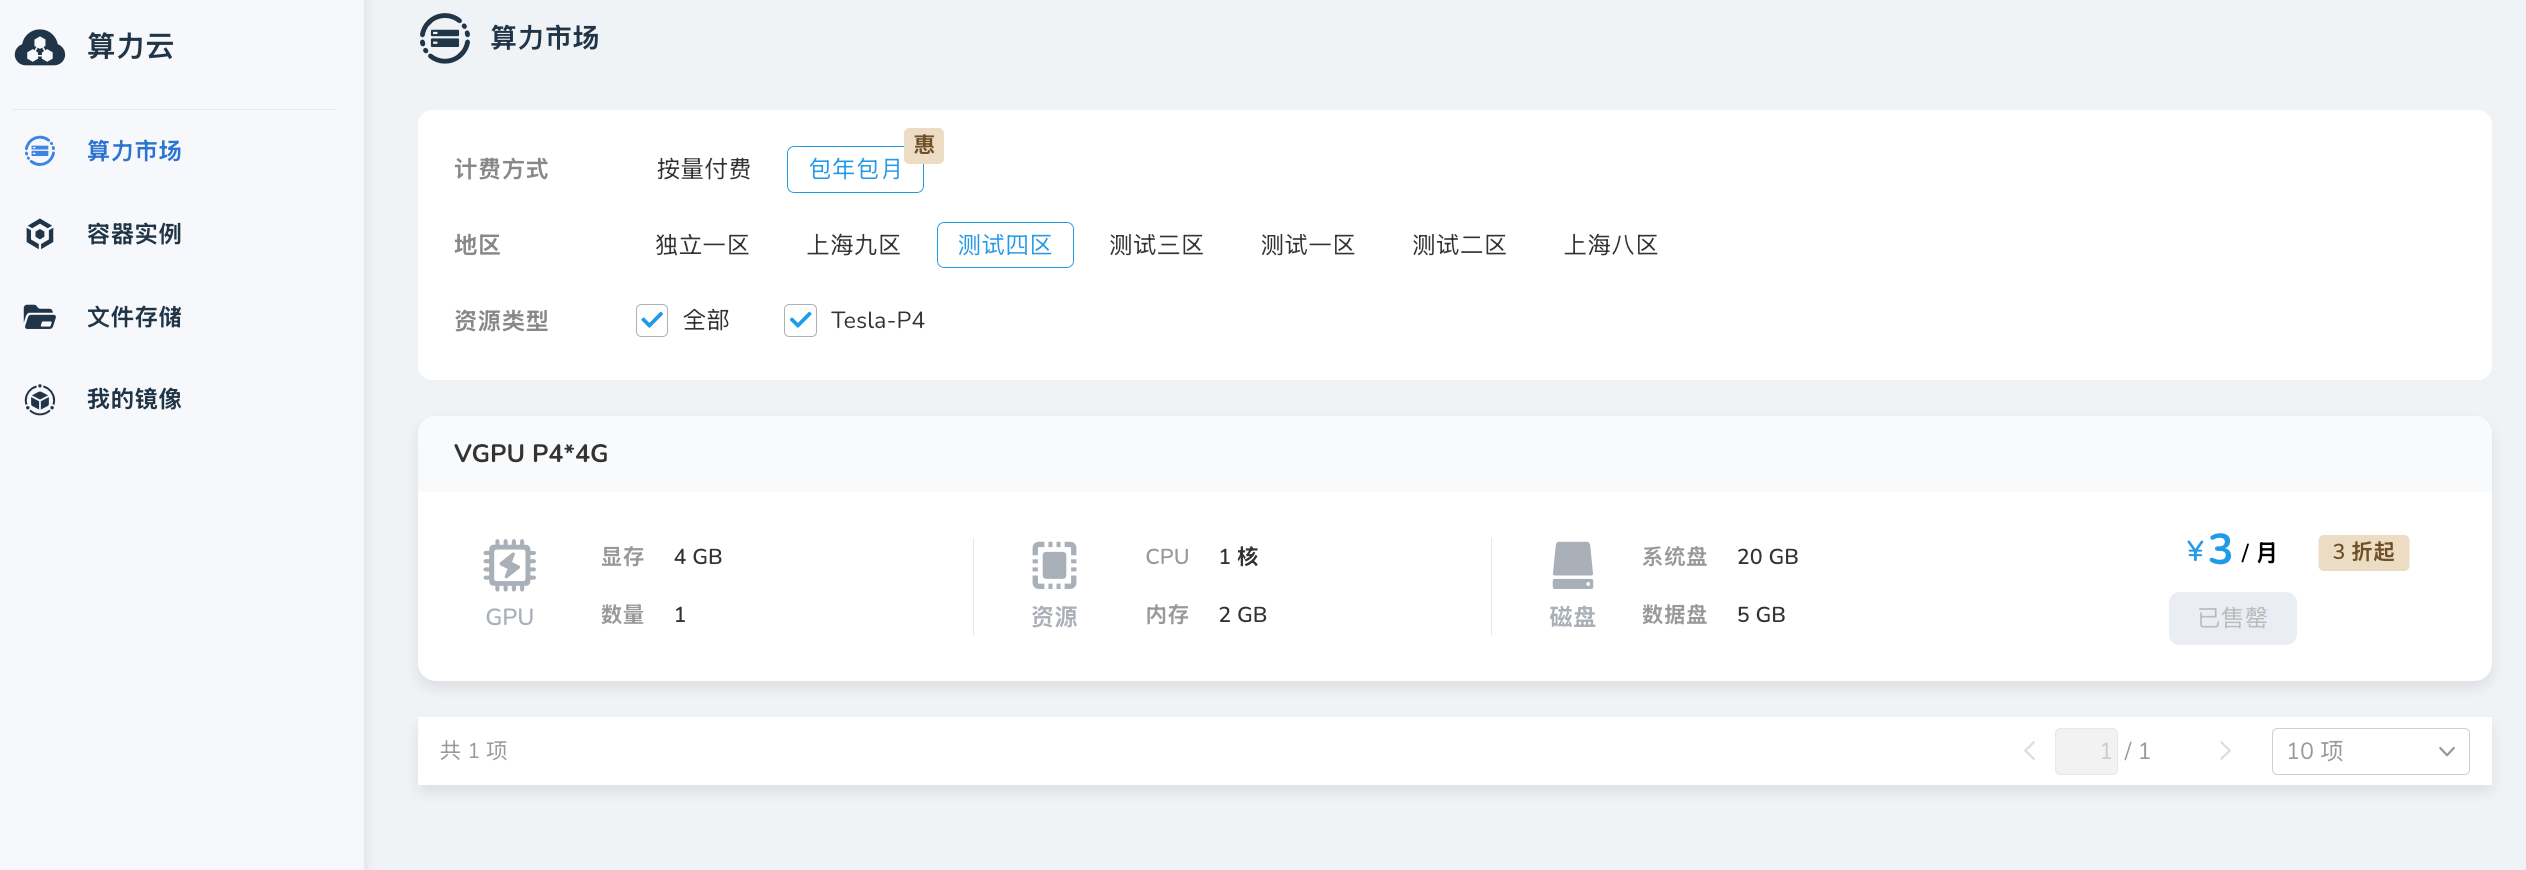 算力云
算力市场
容器实例
文件存储
我的镜像
算力市场
计费方式 按量付费 包年包月 惠
地区 独立一区 上海九区 测试四区 测试三区 测试一区 测试二区 上海八区
资源类型 全部 Tesla-P4
VGPU P4*4G
GPU
显存 4 GB
数量 1
资源
CPU 1 核
内存 2 GB
磁盘
系统盘 20 GB
数据盘 5 GB
¥3 / 月 3 折起
已售罄
共 1 项 1 / 1 10 项